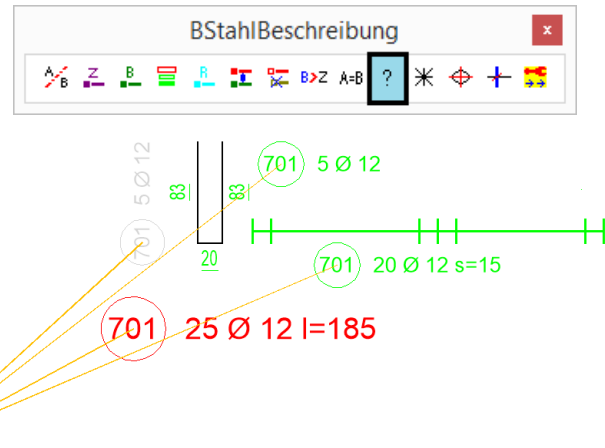 BStahlBeschreibung x
A B Z B R B>Z A=B ?
701 5 Ø 12
701 5 Ø 12
83 83
20
701 20 Ø 12 s=15
701 25 Ø 12 l=185